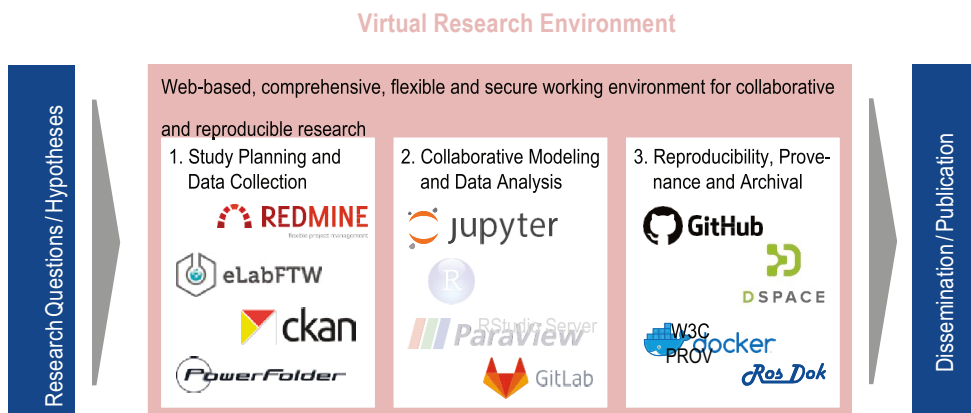 Virtual Research Environment
Research Questions / Hypotheses
Web-based, comprehensive, flexible and secure working environment for collaborative
and reproducible research
1. Study Planning and
Data Collection
REDMINE
flexible project management
eLabFTW
ckan
PowerFolder
2. Collaborative Modeling
and Data Analysis
jupyter
R
RStudio Server
ParaView
GitLab
3. Reproducibility, Prove-
nance and Archival
GitHub
DSPACE
W3C
PROV
docker
Ros Dok
Dissemination / Publication